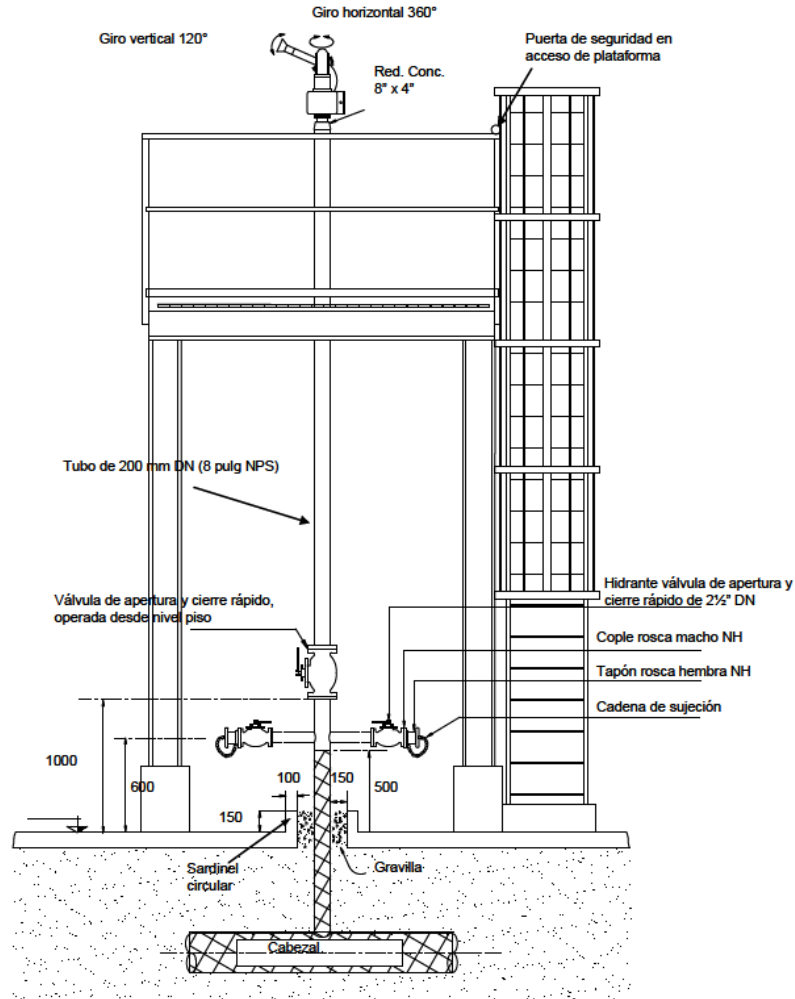 Giro horizontal 360°
Giro vertical 120°
Puerta de seguridad en
acceso de plataforma
Red. Conc.
8" x 4"
Tubo de 200 mm DN (8 pulg NPS)
Válvula de apertura y cierre rápido,
operada desde nivel piso
Hidrante válvula de apertura y
cierre rápido de 2½" DN
Cople rosca macho NH
Tapón rosca hembra NH
Cadena de sujeción
1000
600
150
100
150
500
Sardinel
circular
Gravilla
Cabezal